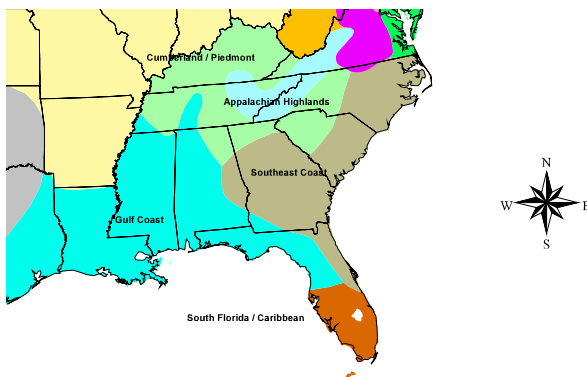 Cumberland / Piedmont
Appalachian Highlands
Southeast Coast
Gulf Coast
South Florida / Caribbean
N
W
E
S